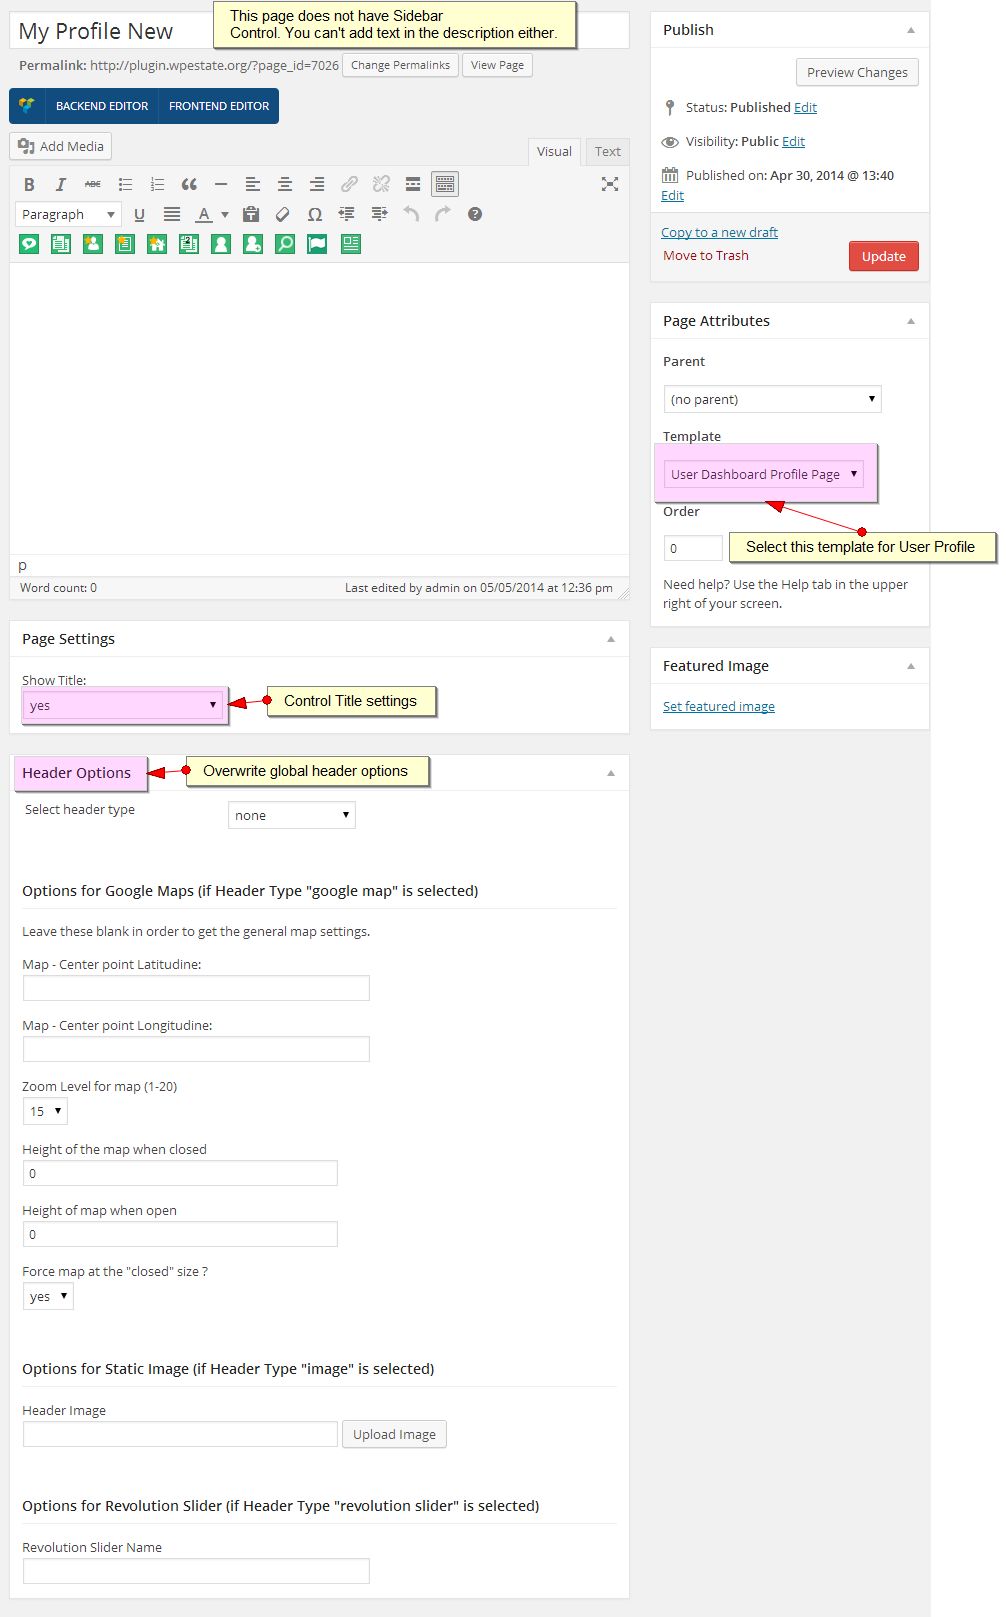 My Profile New
This page does not have Sidebar
Control. You can't add text in the description either.
Permalink: http://plugin.wpestate.org/?page_id=7026 Change Permalinks View Page
BACKEND EDITOR FRONTEND EDITOR
Add Media
Visual Text
B I ABC
Paragraph U A Ω ?
p
Word count: 0 Last edited by admin on 05/05/2014 at 12:36 pm
Page Settings
Show Title:
yes
Control Title settings
Header Options
Overwrite global header options
Select header type none
Options for Google Maps (if Header Type "google map" is selected)
Leave these blank in order to get the general map settings.
Map - Center point Latitudine:
Map - Center point Longitudine:
Zoom Level for map (1-20)
15
Height of the map when closed
0
Height of map when open
0
Force map at the "closed" size ?
yes
Options for Static Image (if Header Type "image" is selected)
Header Image
Upload Image
Options for Revolution Slider (if Header Type "revolution slider" is selected)
Revolution Slider Name
Publish
Preview Changes
Status: Published Edit
Visibility: Public Edit
Published on: Apr 30, 2014 @ 13:40
Edit
Copy to a new draft
Move to Trash Update
Page Attributes
Parent
(no parent)
Template
User Dashboard Profile Page
Order
0
Select this template for User Profile
Need help? Use the Help tab in the upper
right of your screen.
Featured Image
Set featured image